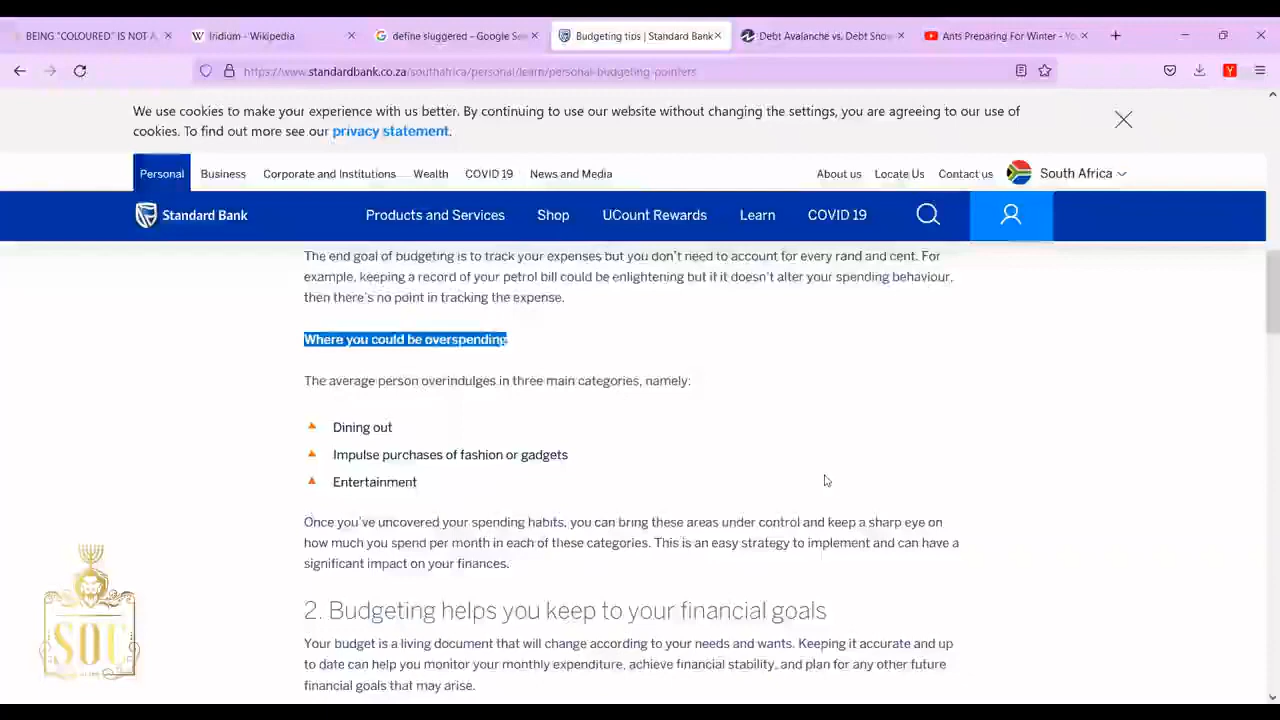 BEING "COLOURED" IS NOT A
Iridium - Wikipedia
define sluggered - Google Se
Budgeting tips | Standard Bank
Debt Avalanche vs. Debt Snow
Ants Preparing For Winter - Yo
https://www.standardbank.co.za/southafrica/personal/learn/personal-budgeting-pointers
We use cookies to make your experience with us better. By continuing to use our website without changing the settings, you are agreeing to our use of
cookies. To find out more see our privacy statement.
Personal Business Corporate and Institutions Wealth COVID 19 News and Media About us Locate Us Contact us South Africa
Standard Bank Products and Services Shop UCount Rewards Learn COVID 19
The end goal of budgeting is to track your expenses but you don't need to account for every rand and cent. For
example, keeping a record of your petrol bill could be enlightening but if it doesn't alter your spending behaviour,
then there's no point in tracking the expense.
Where you could be overspending
The average person overindulges in three main categories, namely:
Dining out
Impulse purchases of fashion or gadgets
Entertainment
Once you've uncovered your spending habits, you can bring these areas under control and keep a sharp eye on
how much you spend per month in each of these categories. This is an easy strategy to implement and can have a
significant impact on your finances.
2. Budgeting helps you keep to your financial goals
Your budget is a living document that will change according to your needs and wants. Keeping it accurate and up
to date can help you monitor your monthly expenditure, achieve financial stability, and plan for any other future
financial goals that may arise.
SOC